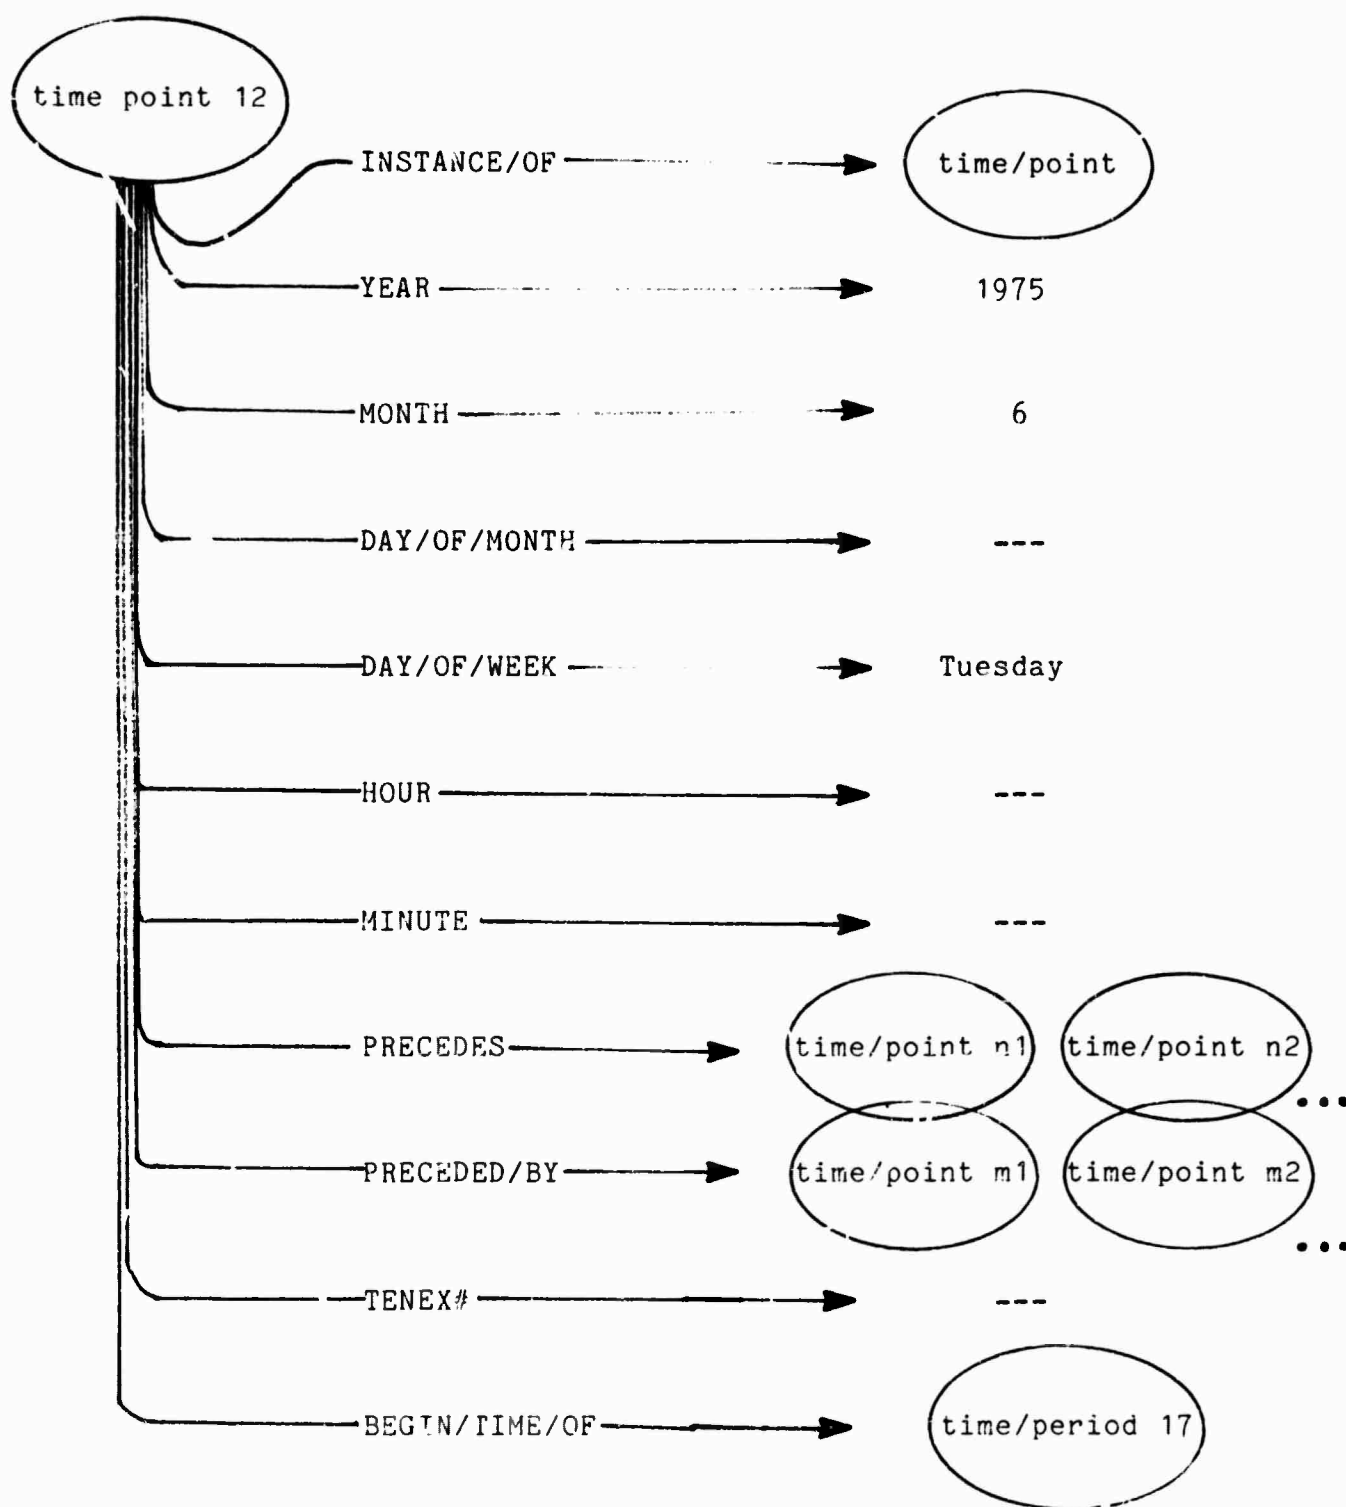 time point 12
INSTANCE/OF time/point
YEAR 1975
MONTH 6
DAY/OF/MONTH ---
DAY/OF/WEEK Tuesday
HOUR ---
MINUTE ---
PRECEDES time/point n1 time/point n2 ...
PRECEDED/BY time/point m1 time/point m2 ...
TENEX# ---
BEGIN/TIME/OF time/period 17